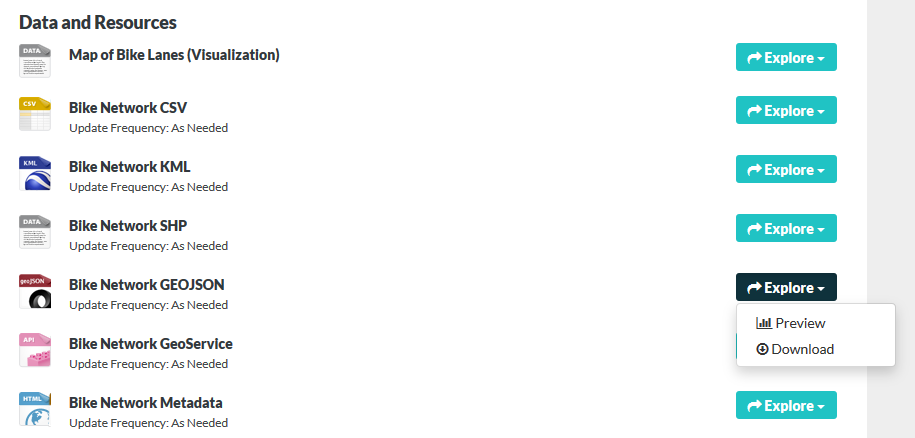 Data and Resources
DATA
Map of Bike Lanes (Visualization)
Explore
CSV
Bike Network CSV
Update Frequency: As Needed
Explore
KML
Bike Network KML
Update Frequency: As Needed
Explore
DATA
Bike Network SHP
Update Frequency: As Needed
Explore
geoJSON
Bike Network GEOJSON
Update Frequency: As Needed
Explore
Preview
Download
API
Bike Network GeoService
Update Frequency: As Needed
HTML
Bike Network Metadata
Update Frequency: As Needed
Explore